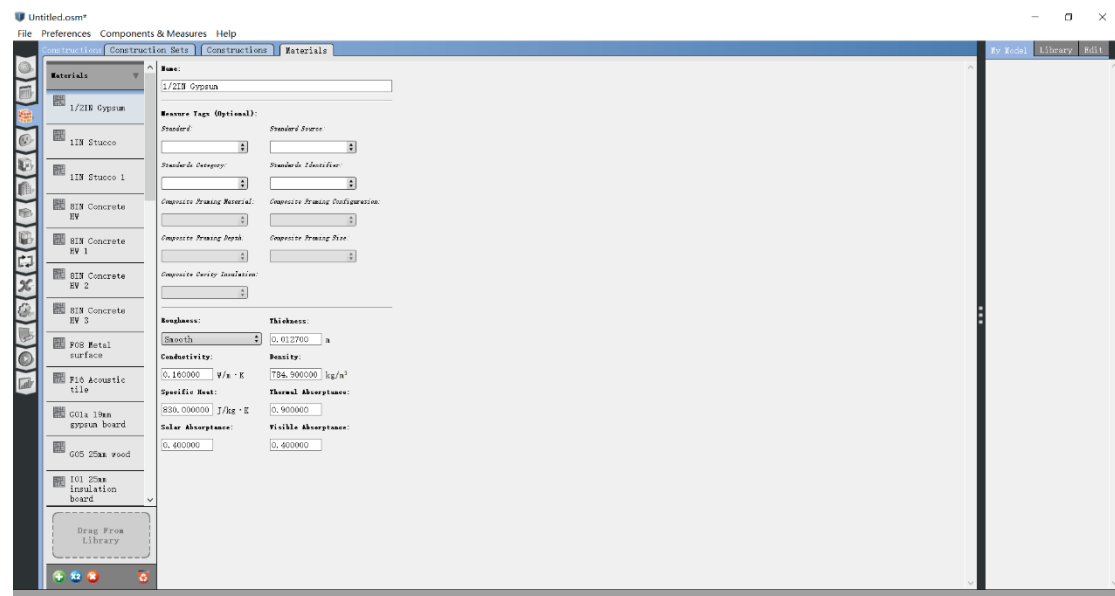 Untitled.osm*
File Preferences Components & Measures Help
Constructions Construction Sets Constructions Materials My Model Library Edit
Materials
1/2IN Gypsum
1IN Stucco
1IN Stucco 1
8IN Concrete
HW
8IN Concrete
HW 1
8IN Concrete
HW 2
8IN Concrete
HW 3
F08 Metal
surface
F16 Acoustic
tile
G01a 19mm
gypsum board
G05 25mm wood
I01 25mm
insulation
board
Drag From
Library
Name:
1/2IN Gypsum
Measure Tags (Optional):
Standard: Standard Source:
Standards Category: Standards Identifier:
Composite Framing Material: Composite Framing Configuration:
Composite Framing Depth: Composite Framing Size:
Composite Cavity Insulation:
Roughness: Thickness:
Smooth 0.012700 m
Conductivity: Density:
0.160000 W/m·K 784.900000 kg/m³
Specific Heat: Thermal Absorptance:
830.000000 J/kg·K 0.900000
Solar Absorptance: Visible Absorptance:
0.400000 0.400000